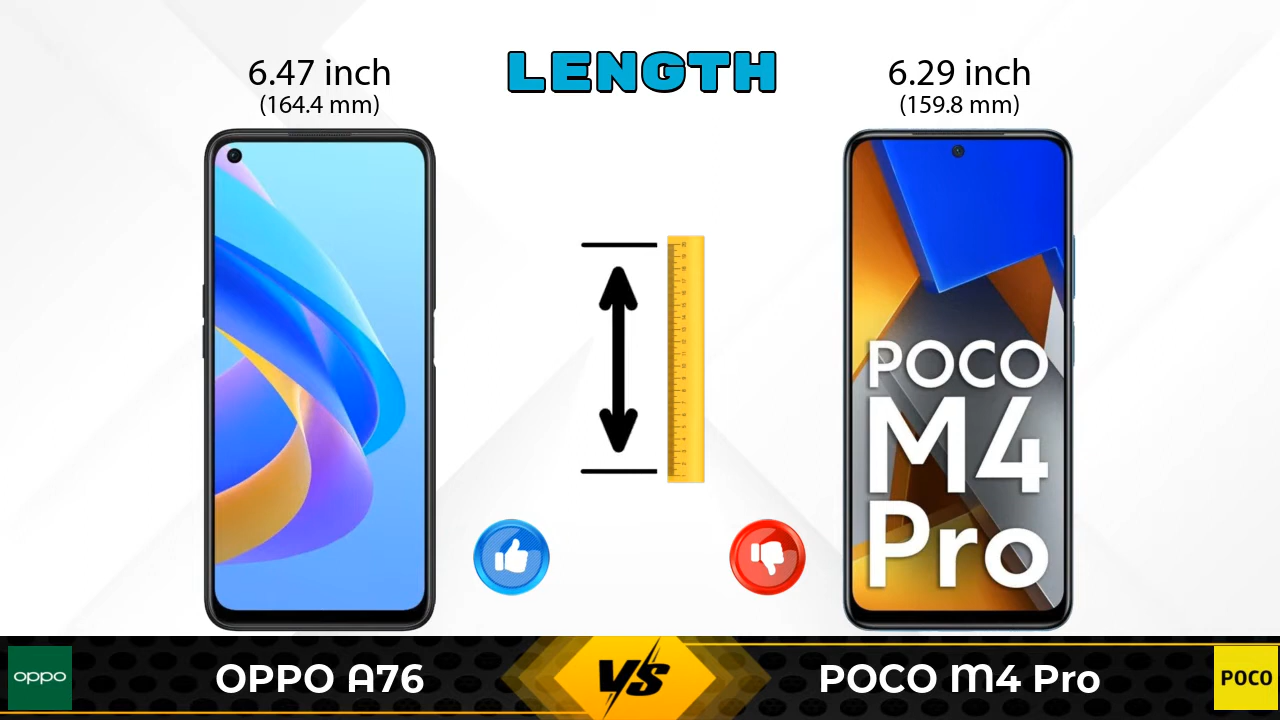 LENGTH
6.47 inch
(164.4 mm)
6.29 inch
(159.8 mm)
POCO
M4
Pro
oppo
OPPO A76
VS
POCO M4 Pro
POCO